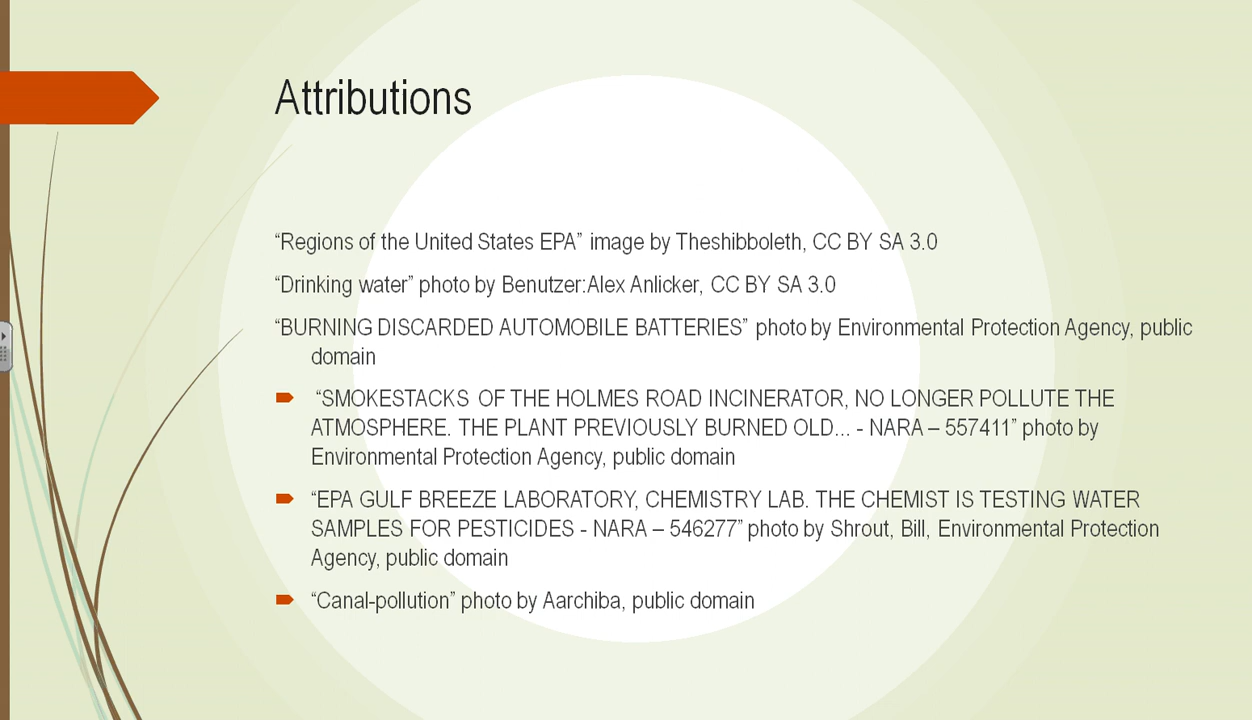 Attributions
“Regions of the United States EPA” image by Theshibboleth, CC BY SA 3.0
“Drinking water” photo by Benutzer:Alex Anlicker, CC BY SA 3.0
“BURNING DISCARDED AUTOMOBILE BATTERIES” photo by Environmental Protection Agency, public
domain
“SMOKESTACKS OF THE HOLMES ROAD INCINERATOR, NO LONGER POLLUTE THE
ATMOSPHERE. THE PLANT PREVIOUSLY BURNED OLD... - NARA – 557411” photo by
Environmental Protection Agency, public domain
“EPA GULF BREEZE LABORATORY, CHEMISTRY LAB. THE CHEMIST IS TESTING WATER
SAMPLES FOR PESTICIDES - NARA – 546277” photo by Shrout, Bill, Environmental Protection
Agency, public domain
“Canal-pollution” photo by Aarchiba, public domain